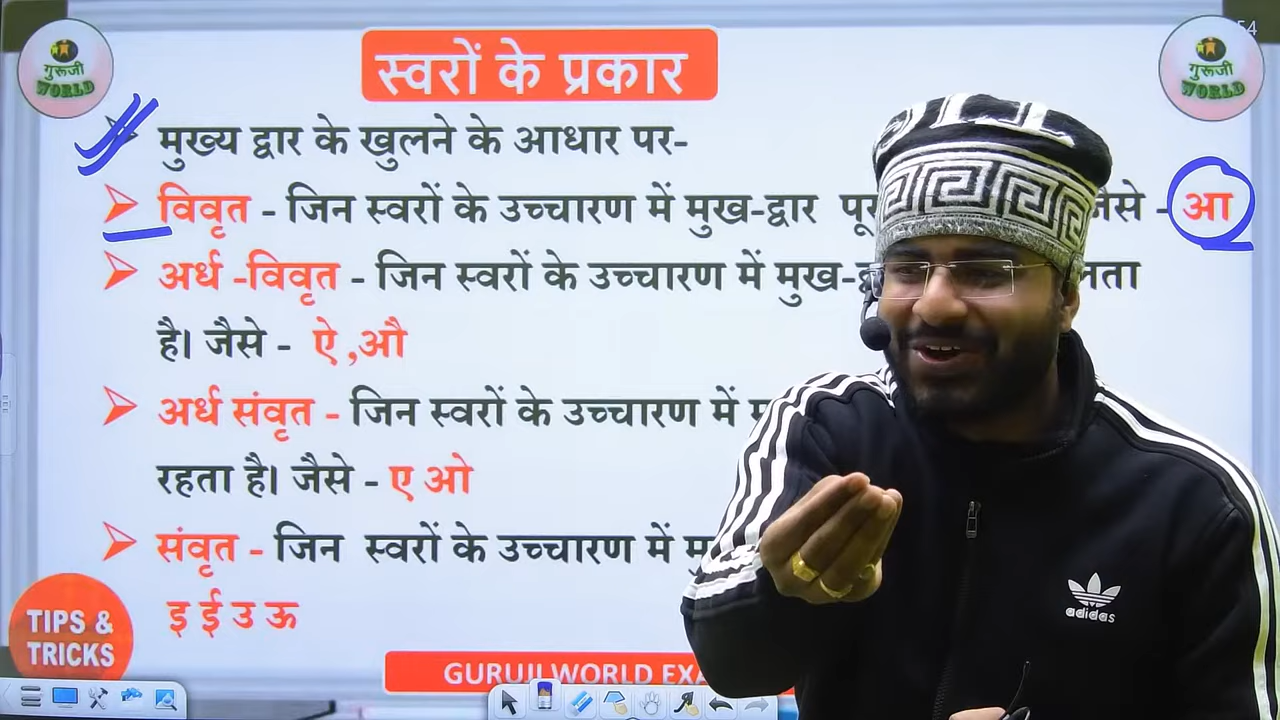 54
गुरूजी
WORLD
गुरूजी
WORLD
स्वरों के प्रकार
मुख्य द्वार के खुलने के आधार पर-
विवृत - जिन स्वरों के उच्चारण में मुख-द्वार - आ
अर्ध -विवृत - जिन स्वरों के उच्चारण में
है। जैसे - ऐ ,औ
अर्ध संवृत - जिन स्वरों के उच्चारण में
रहता है। जैसे - ए ओ
संवृत - जिन स्वरों के उच्चारण में
इ ई उ ऊ
TIPS &
TRICKS
GURUJI WORLD
adidas